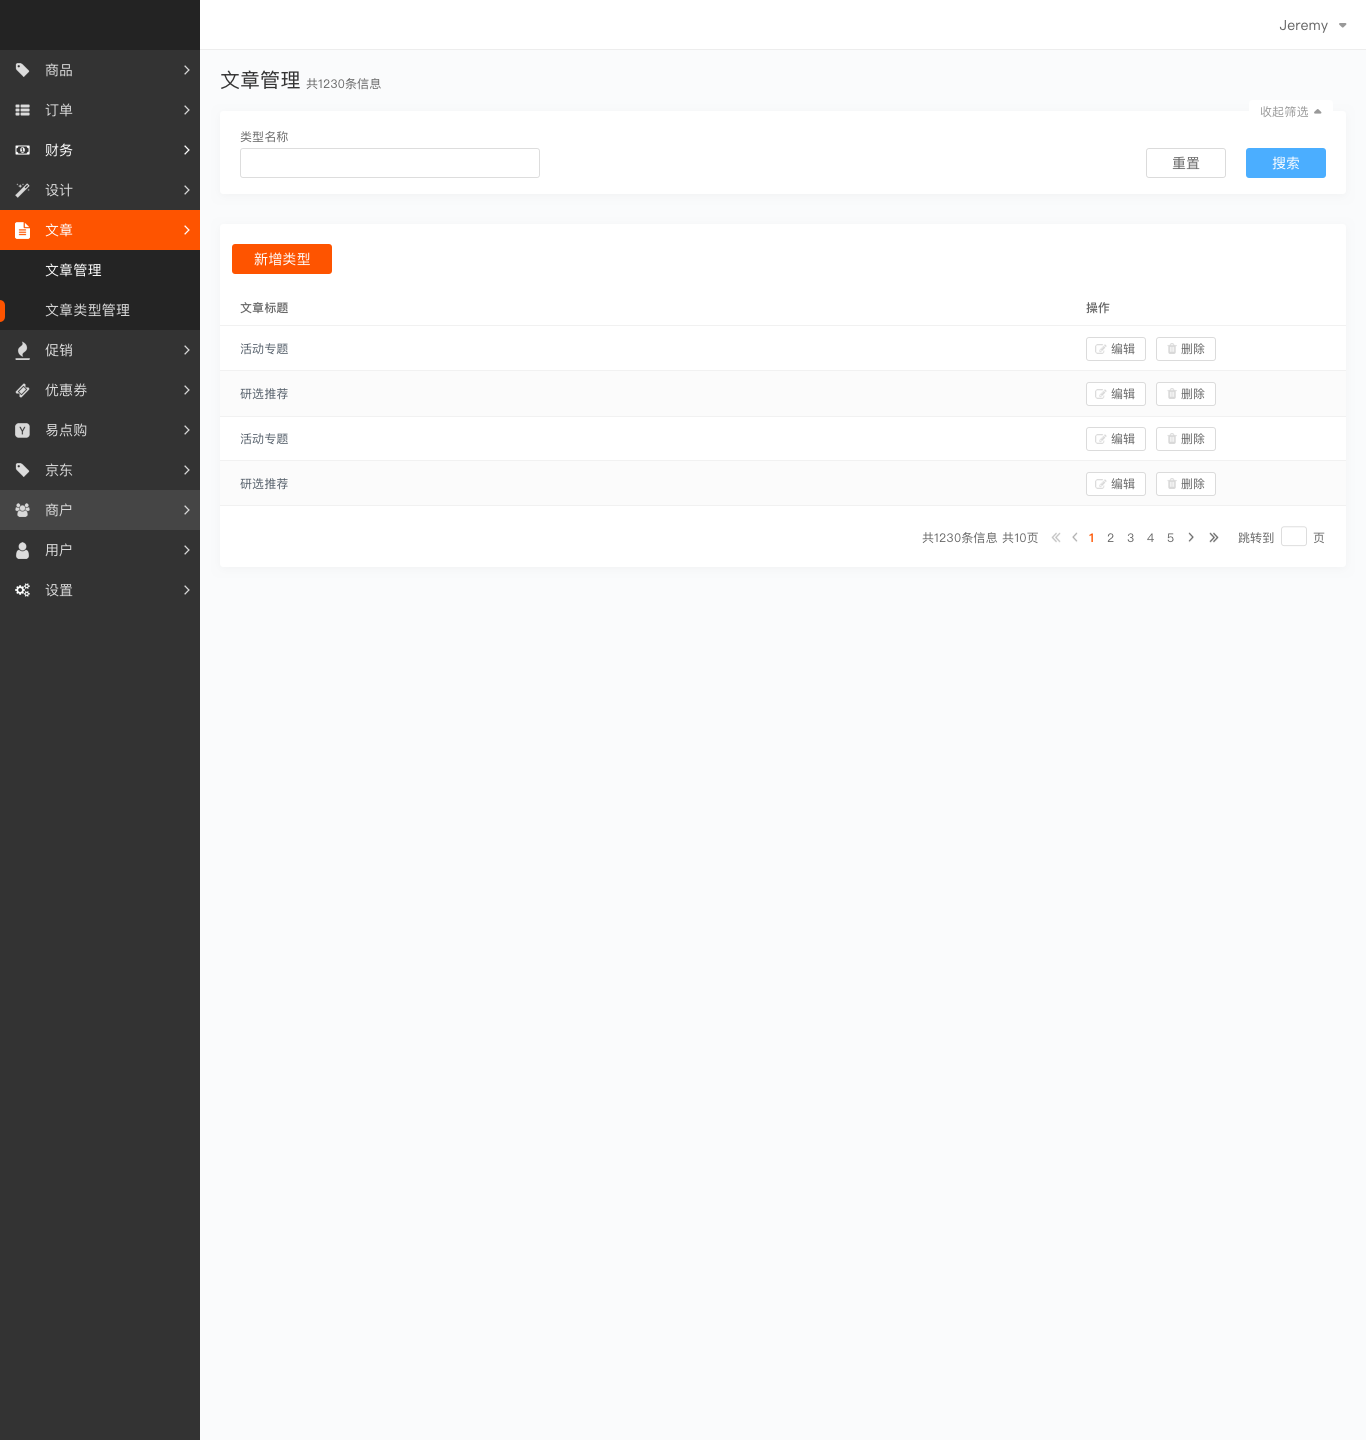 Jeremy
商品
订单
财务
设计
文章
文章管理
文章类型管理
促销
优惠券
易点购
京东
商户
用户
设置
文章管理 共1230条信息
收起筛选
类型名称
重置 搜索
新增类型
文章标题 操作
活动专题 编辑 删除
研选推荐 编辑 删除
活动专题 编辑 删除
研选推荐 编辑 删除
共1230条信息 共10页 1 2 3 4 5 跳转到 页